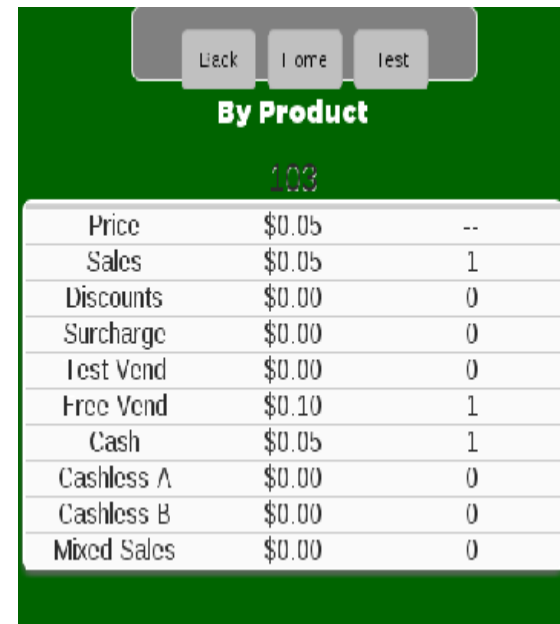 Back Home Test
By Product
103
Price $0.05 --
Sales $0.05 1
Discounts $0.00 0
Surcharge $0.00 0
Test Vend $0.00 0
Free Vend $0.10 1
Cash $0.05 1
Cashless A $0.00 0
Cashless B $0.00 0
Mixed Sales $0.00 0